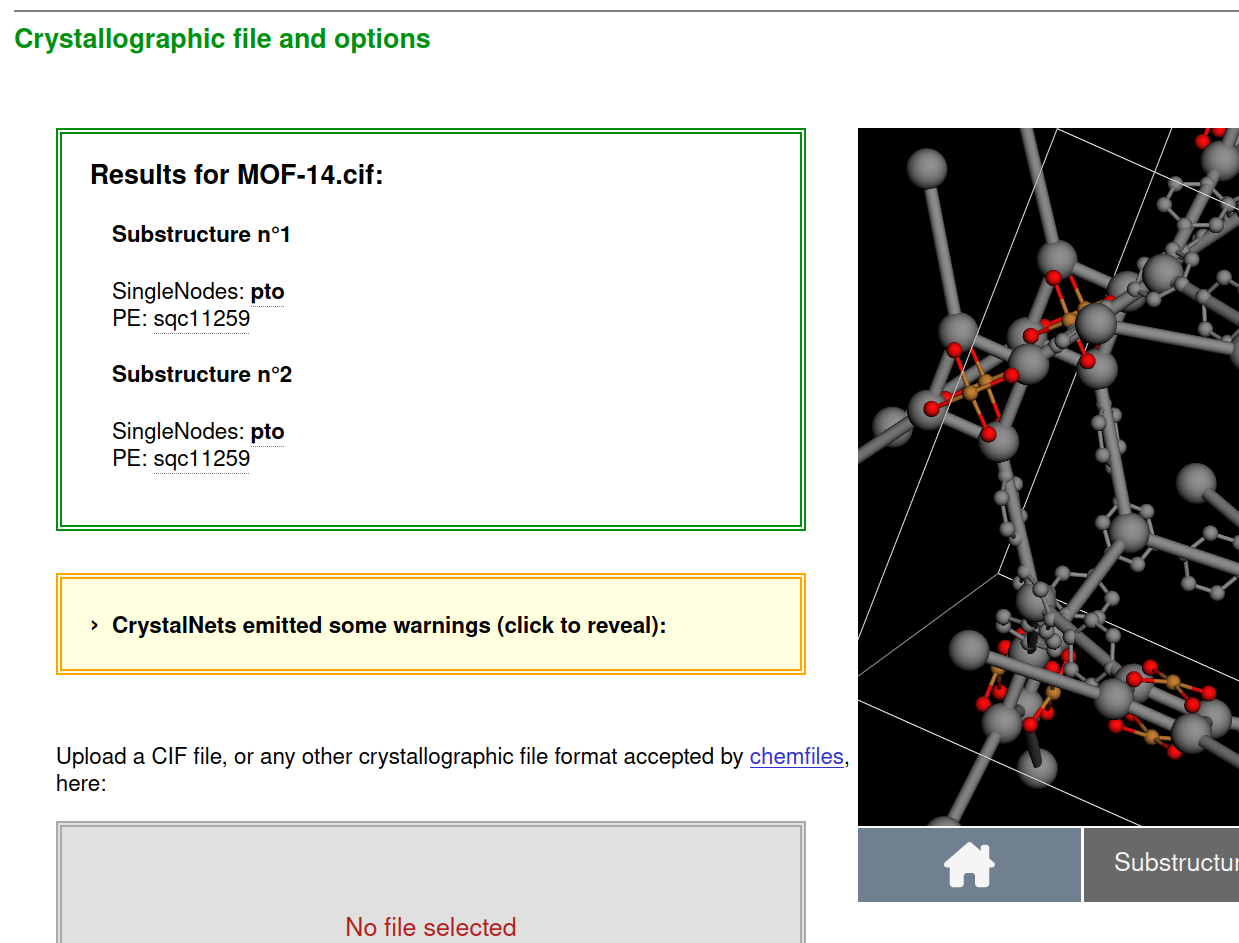 Crystallographic file and options
Results for MOF-14.cif:
Substructure n°1
SingleNodes: pto
PE: sqc11259
Substructure n°2
SingleNodes: pto
PE: sqc11259
› CrystalNets emitted some warnings (click to reveal):
Upload a CIF file, or any other crystallographic file format accepted by chemfiles,
here:
No file selected
Substructur